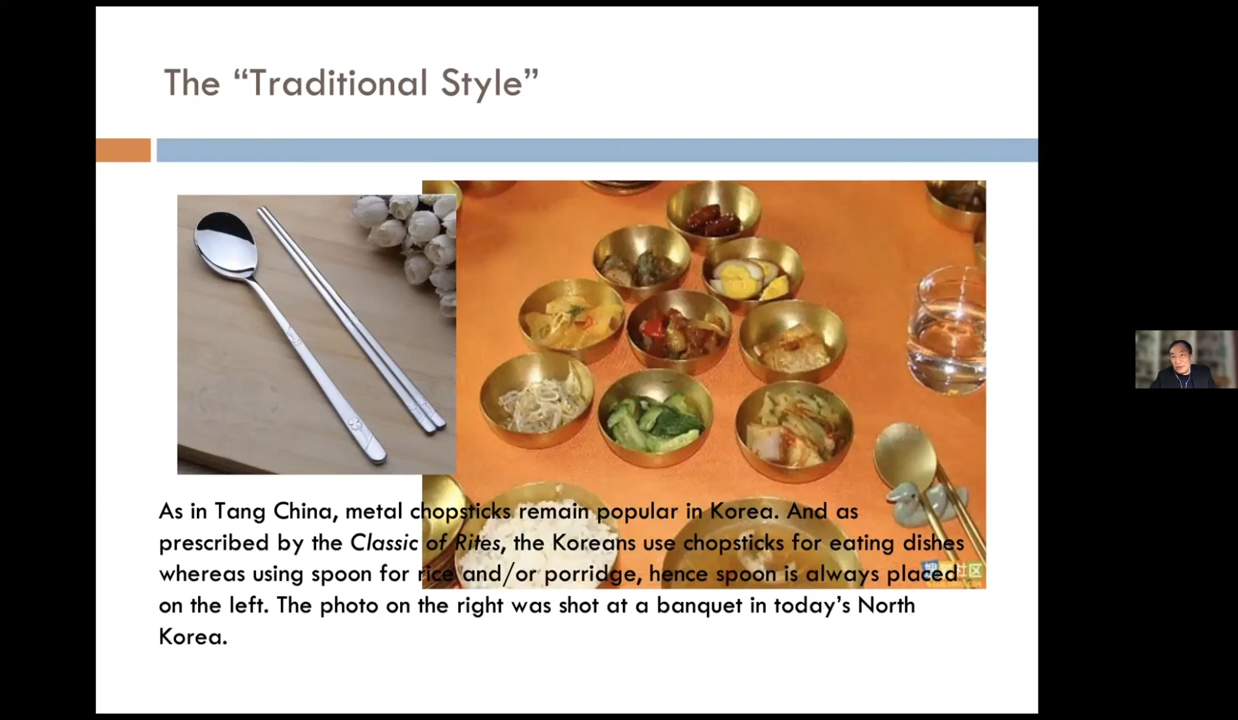 The “Traditional Style”
As in Tang China, metal chopsticks remain popular in Korea. And as
prescribed by the Classic of Rites, the Koreans use chopsticks for eating dishes
whereas using spoon for rice and/or porridge, hence spoon is always placed
on the left. The photo on the right was shot at a banquet in today’s North
Korea.